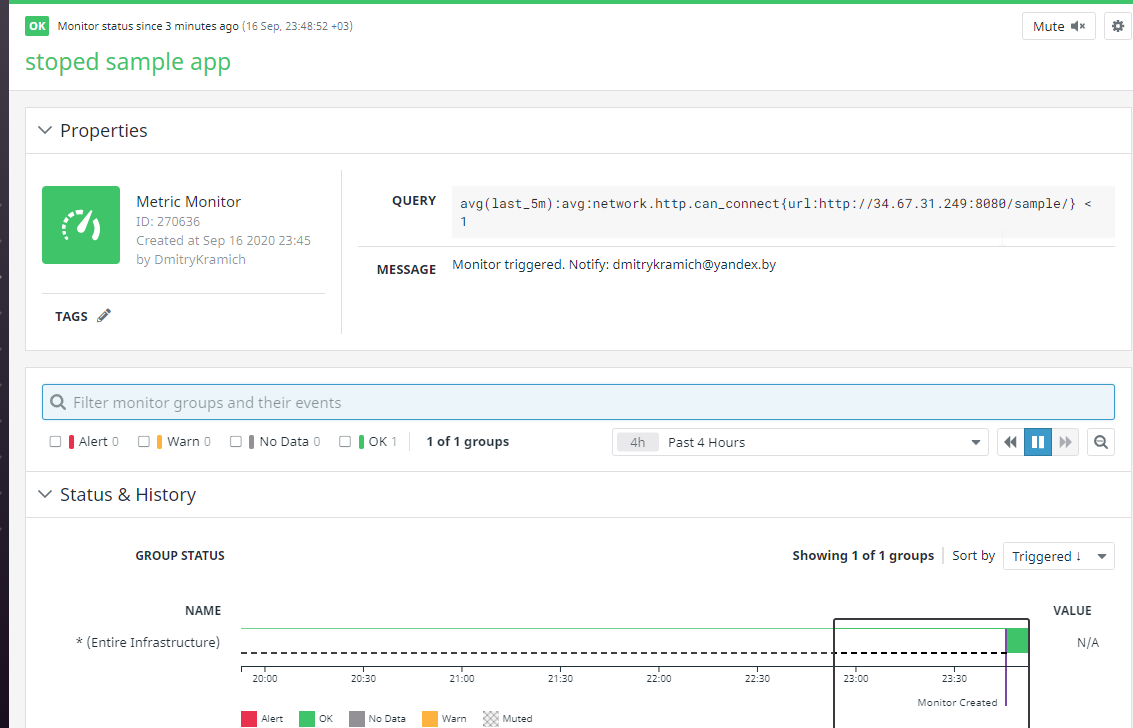 OK Monitor status since 3 minutes ago (16 Sep, 23:48:52 +03)
Mute
stoped sample app
Properties
Metric Monitor
ID: 270636
Created at Sep 16 2020 23:45
by DmitryKramich
TAGS
QUERY
avg(last_5m):avg:network.http.can_connect{url:http://34.67.31.249:8080/sample/} <
1
MESSAGE
Monitor triggered. Notify: dmitrykramich@yandex.by
Filter monitor groups and their events
Alert 0 Warn 0 No Data 0 OK 1 1 of 1 groups
4h Past 4 Hours
Status & History
GROUP STATUS
Showing 1 of 1 groups Sort by Triggered ↓
NAME VALUE
* (Entire Infrastructure) N/A
20:00 20:30 21:00 21:30 22:00 22:30 23:00 23:30
Monitor Created
Alert OK No Data Warn Muted